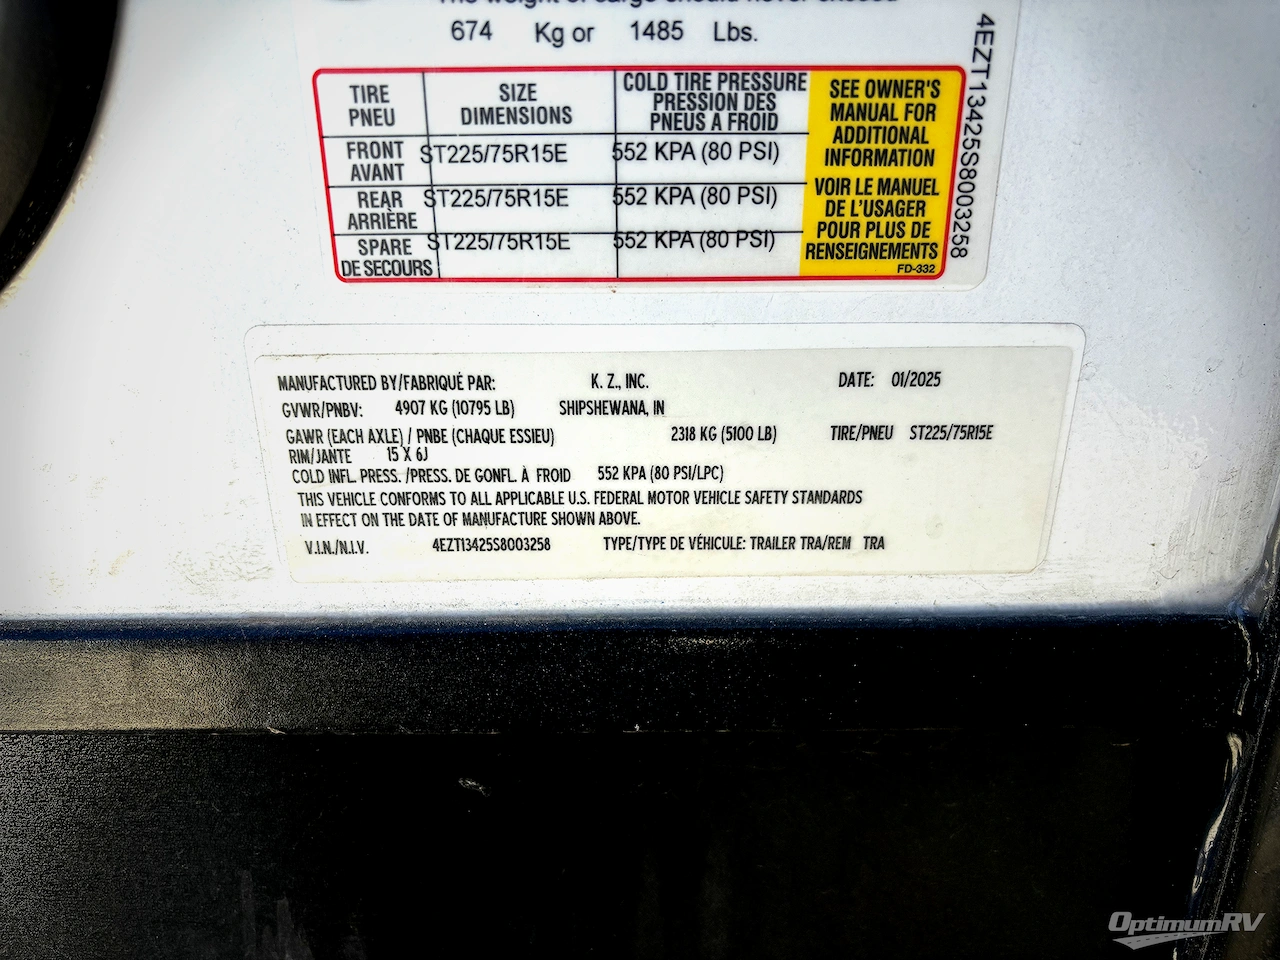 The weight of cargo should never exceed
674 Kg or 1485 Lbs.
4EZT13425S8003258
TIRE
PNEU
SIZE
DIMENSIONS
COLD TIRE PRESSURE
PRESSION DES
PNEUS A FROID
FRONT
AVANT
ST225/75R15E
552 KPA (80 PSI)
REAR
ARRIÈRE
ST225/75R15E
552 KPA (80 PSI)
SPARE
DE SECOURS
ST225/75R15E
552 KPA (80 PSI)
SEE OWNER'S
MANUAL FOR
ADDITIONAL
INFORMATION
VOIR LE MANUEL
DE L'USAGER
POUR PLUS DE
RENSEIGNEMENTS
FD-332
MANUFACTURED BY/FABRIQUÉ PAR: K. Z., INC. DATE: 01/2025
GVWR/PNBV: 4907 KG (10795 LB) SHIPSHEWANA, IN
GAWR (EACH AXLE) / PNBE (CHAQUE ESSIEU) 2318 KG (5100 LB) TIRE/PNEU ST225/75R15E
RIM/JANTE 15 X 6J
COLD INFL. PRESS. /PRESS. DE GONFL. À FROID 552 KPA (80 PSI/LPC)
THIS VEHICLE CONFORMS TO ALL APPLICABLE U.S. FEDERAL MOTOR VEHICLE SAFETY STANDARDS
IN EFFECT ON THE DATE OF MANUFACTURE SHOWN ABOVE.
V.I.N./N.I.V. 4EZT13425S8003258 TYPE/TYPE DE VÉHICULE: TRAILER TRA/REM TRA
OptimumRV